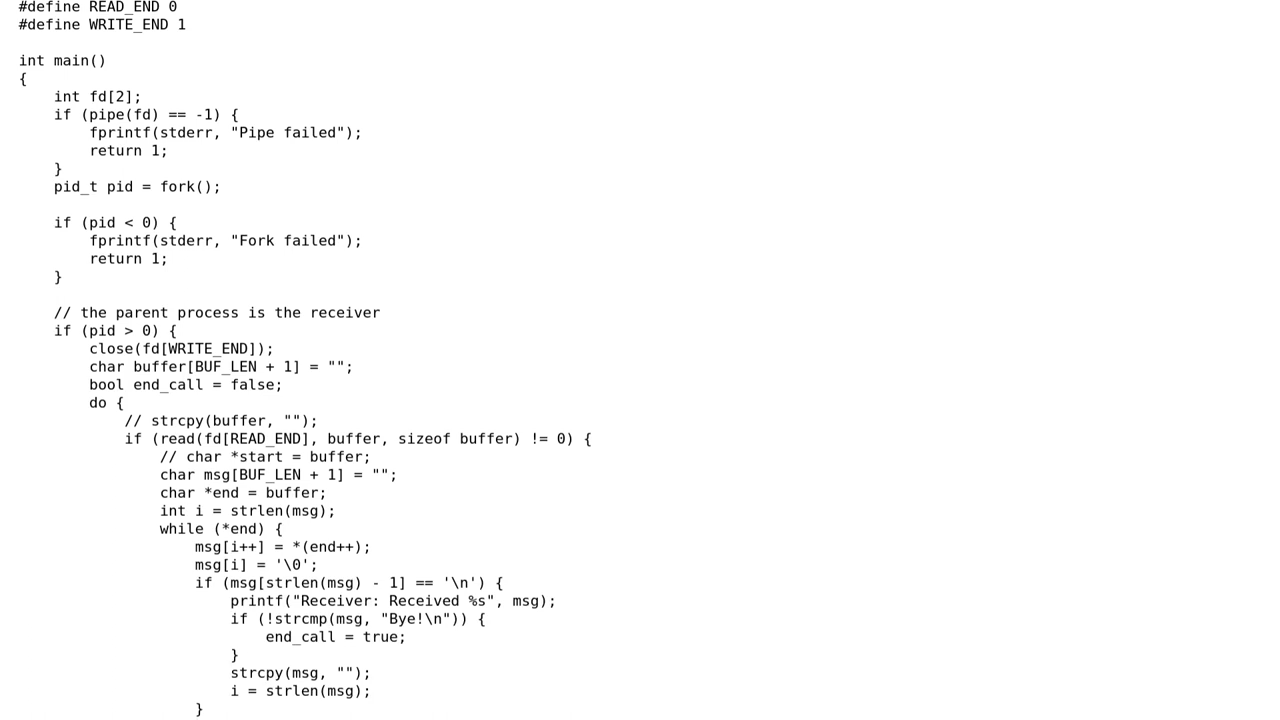 #define READ_END 0
#define WRITE_END 1

int main()
{
    int fd[2];
    if (pipe(fd) == -1) {
        fprintf(stderr, "Pipe failed");
        return 1;
    }
    pid_t pid = fork();

    if (pid < 0) {
        fprintf(stderr, "Fork failed");
        return 1;
    }

    // the parent process is the receiver
    if (pid > 0) {
        close(fd[WRITE_END]);
        char buffer[BUF_LEN + 1] = "";
        bool end_call = false;
        do {
            // strcpy(buffer, "");
            if (read(fd[READ_END], buffer, sizeof buffer) != 0) {
                // char *start = buffer;
                char msg[BUF_LEN + 1] = "";
                char *end = buffer;
                int i = strlen(msg);
                while (*end) {
                    msg[i++] = *(end++);
                    msg[i] = '\0';
                    if (msg[strlen(msg) - 1] == '\n') {
                        printf("Receiver: Received %s", msg);
                        if (!strcmp(msg, "Bye!\n")) {
                            end_call = true;
                        }
                        strcpy(msg, "");
                        i = strlen(msg);
                    }